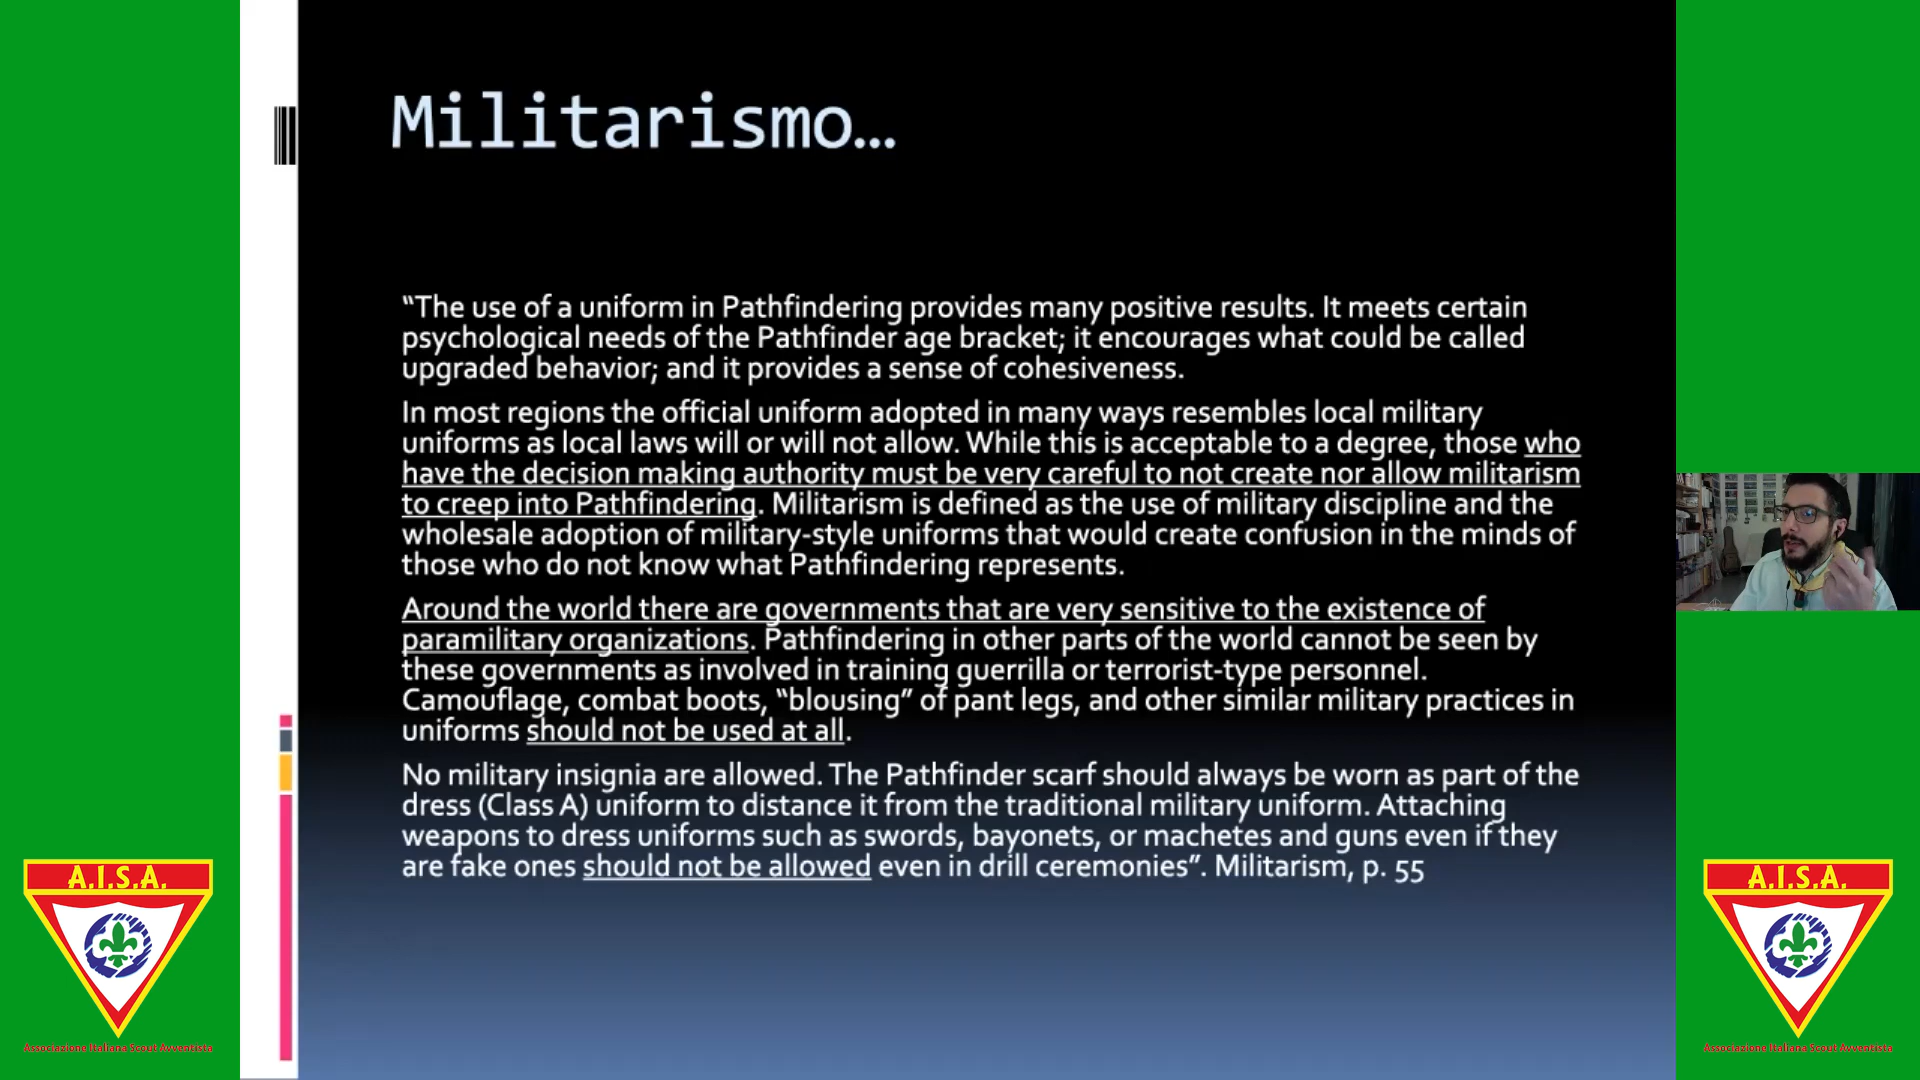 Militarismo...
“The use of a uniform in Pathfindering provides many positive results. It meets certain
psychological needs of the Pathfinder age bracket; it encourages what could be called
upgraded behavior; and it provides a sense of cohesiveness.
In most regions the official uniform adopted in many ways resembles local military
uniforms as local laws will or will not allow. While this is acceptable to a degree, those who
have the decision making authority must be very careful to not create nor allow militarism
to creep into Pathfindering. Militarism is defined as the use of military discipline and the
wholesale adoption of military-style uniforms that would create confusion in the minds of
those who do not know what Pathfindering represents.
Around the world there are governments that are very sensitive to the existence of
paramilitary organizations. Pathfindering in other parts of the world cannot be seen by
these governments as involved in training guerrilla or terrorist-type personnel.
Camouflage, combat boots, “blousing” of pant legs, and other similar military practices in
uniforms should not be used at all.
No military insignia are allowed. The Pathfinder scarf should always be worn as part of the
dress (Class A) uniform to distance it from the traditional military uniform. Attaching
weapons to dress uniforms such as swords, bayonets, or machetes and guns even if they
are fake ones should not be allowed even in drill ceremonies”. Militarism, p. 55
A.I.S.A.
Associazione Italiana Scout Avventista
A.I.S.A.
Associazione Italiana Scout Avventista